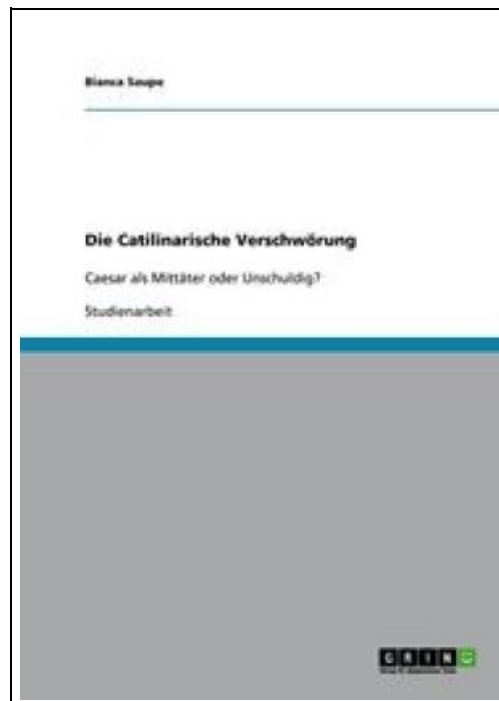 Bianca Saupe
Die Catilinarische Verschwörung
Caesar als Mittäter oder Unschuldig?
Studienarbeit
GRIN